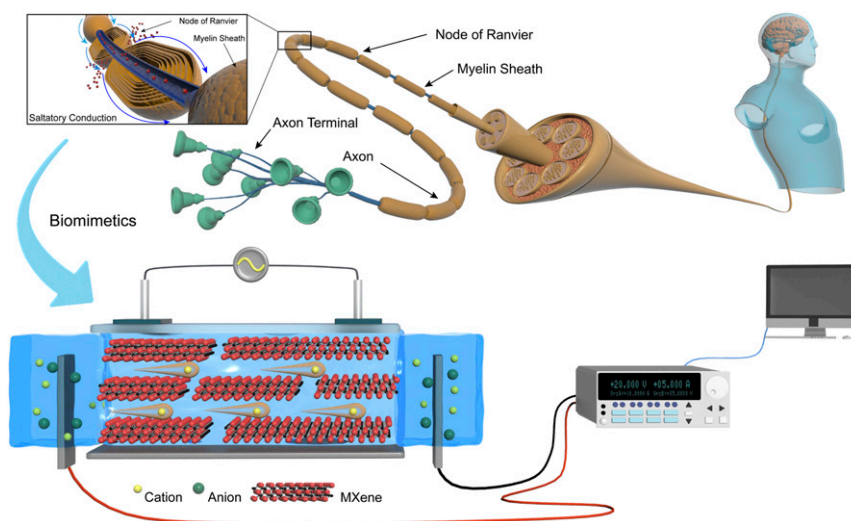 Node of Ranvier
Myelin Sheath
Saltatory Conduction
Node of Ranvier
Myelin Sheath
Axon Terminal
Axon
Biomimetics
+20.000 V +05.000 A
Cation
Anion
MXene